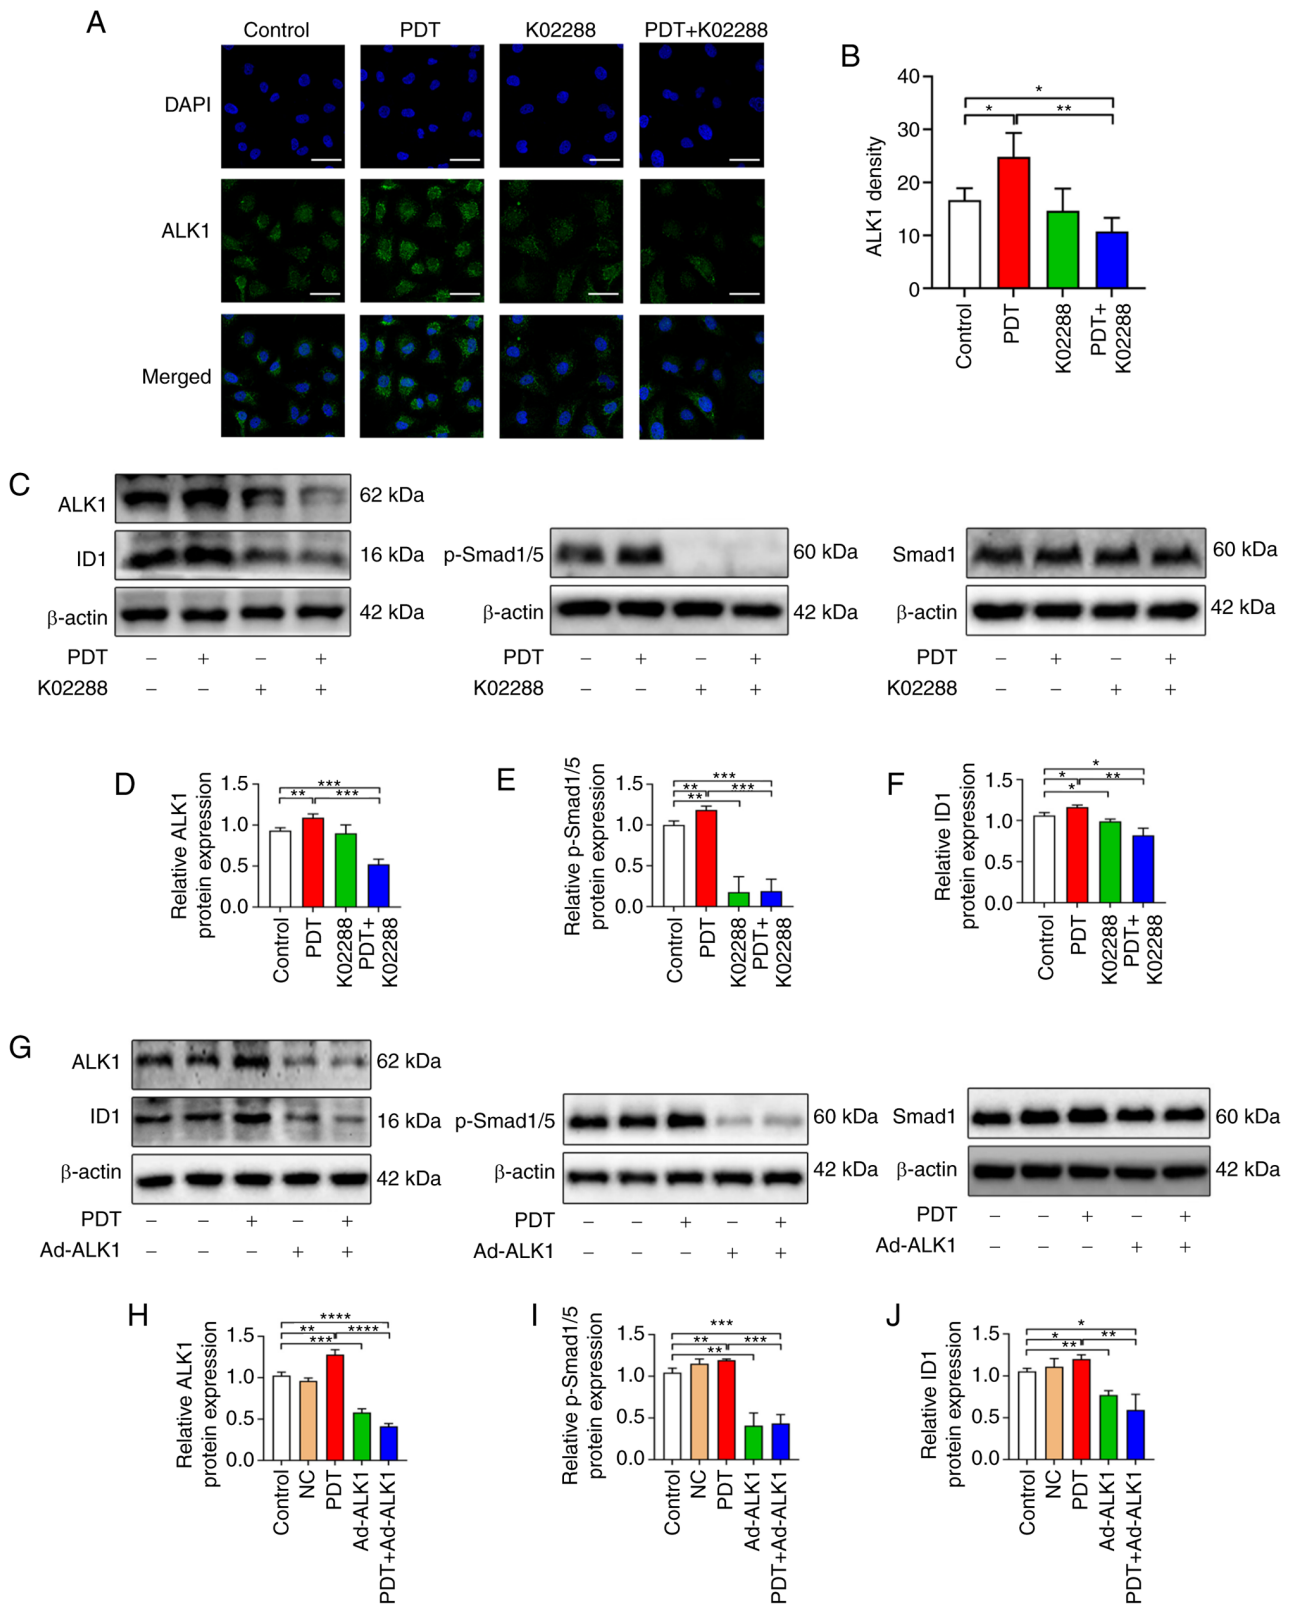 A
Control PDT K02288 PDT+K02288
DAPI
ALK1
Merged
B
ALK1 density
40
30
20
10
0
*
* **
Control
PDT
K02288
PDT+
K02288
C
ALK1 62 kDa
ID1 16 kDa
β-actin 42 kDa
PDT − + − +
K02288 − − + +
p-Smad1/5 60 kDa
β-actin 42 kDa
PDT − + − +
K02288 − − + +
Smad1 60 kDa
β-actin 42 kDa
PDT − + − +
K02288 − − + +
D
Relative ALK1
protein expression
1.5
1.0
0.5
0.0
***
** ***
Control
PDT
K02288
PDT+
K02288
E
Relative p-Smad1/5
protein expression
1.5
1.0
0.5
0.0
***
** ***
**
Control
PDT
K02288
PDT+
K02288
F
Relative ID1
protein expression
1.5
1.0
0.5
0.0
*
* **
*
Control
PDT
K02288
PDT+
K02288
G
ALK1 62 kDa
ID1 16 kDa
β-actin 42 kDa
PDT − − + − +
Ad-ALK1 − − − + +
p-Smad1/5 60 kDa
β-actin 42 kDa
PDT − − + − +
Ad-ALK1 − − − + +
Smad1 60 kDa
β-actin 42 kDa
PDT − − + − +
Ad-ALK1 − − − + +
H
Relative ALK1
protein expression
1.5
1.0
0.5
0.0
****
** ****
***
Control
NC
PDT
Ad-ALK1
PDT+Ad-ALK1
I
Relative p-Smad1/5
protein expression
1.5
1.0
0.5
0.0
***
** ***
**
Control
NC
PDT
Ad-ALK1
PDT+Ad-ALK1
J
Relative ID1
protein expression
1.5
1.0
0.5
0.0
*
* **
**
Control
NC
PDT
Ad-ALK1
PDT+Ad-ALK1